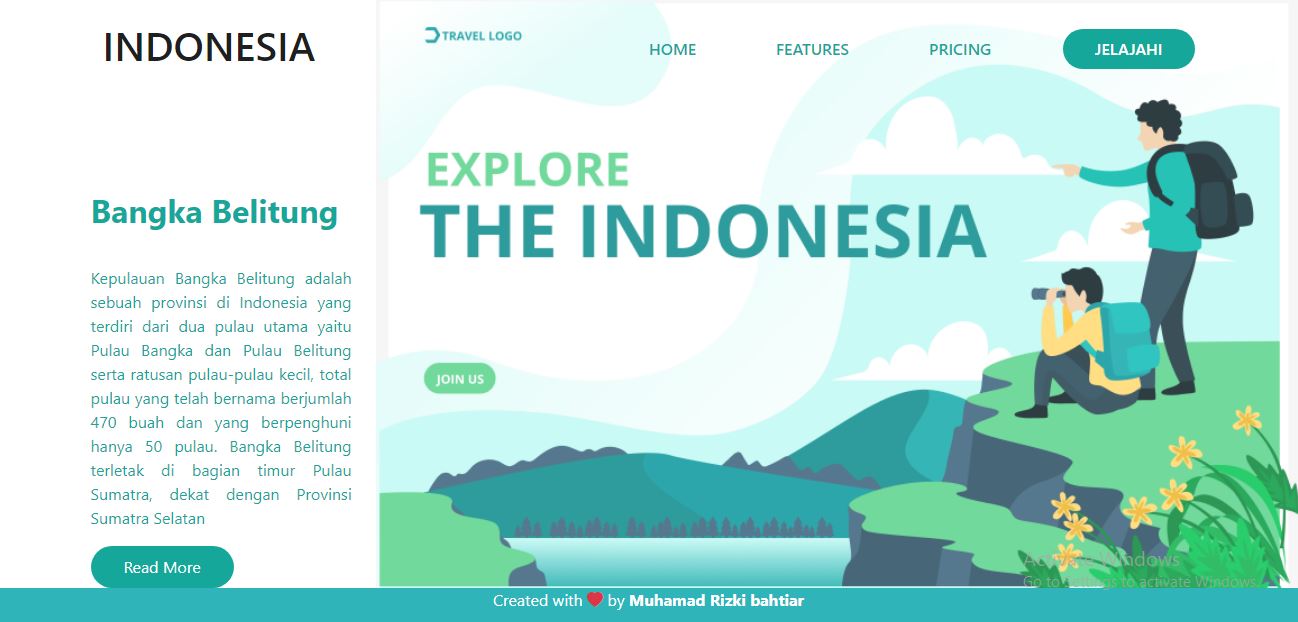 INDONESIA
Bangka Belitung
Kepulauan Bangka Belitung adalah
sebuah provinsi di Indonesia yang
terdiri dari dua pulau utama yaitu
Pulau Bangka dan Pulau Belitung
serta ratusan pulau-pulau kecil, total
pulau yang telah bernama berjumlah
470 buah dan yang berpenghuni
hanya 50 pulau. Bangka Belitung
terletak di bagian timur Pulau
Sumatra, dekat dengan Provinsi
Sumatra Selatan
Read More
TRAVEL LOGO
HOME FEATURES PRICING JELAJAHI
EXPLORE
THE INDONESIA
JOIN US
Activate Windows
Go to Settings to activate Windows.
Created with ❤ by Muhamad Rizki bahtiar